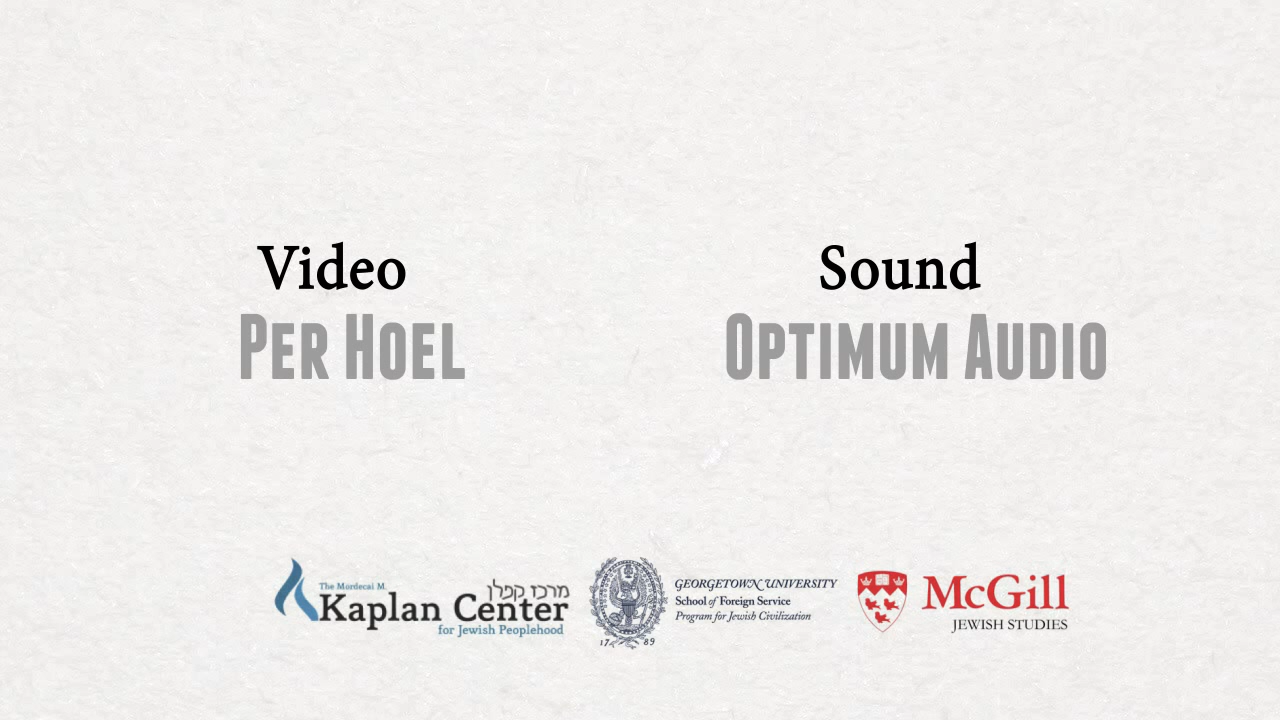 Video
Per Hoel
Sound
Optimum Audio
The Mordecai M.
מרכז קפלן
Kaplan Center
for Jewish Peoplehood
17 89
GEORGETOWN UNIVERSITY
School of Foreign Service
Program for Jewish Civilization
McGill
JEWISH STUDIES